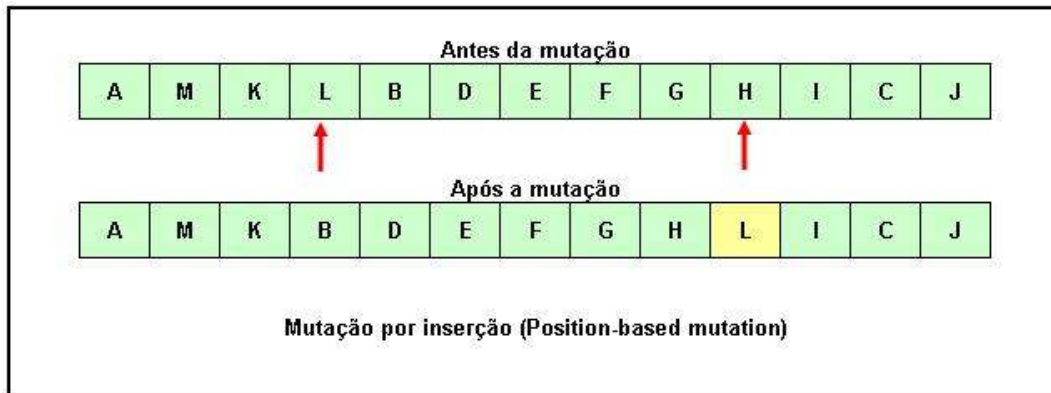 Antes da mutação
A M K L B D E F G H I C J
Após a mutação
A M K B D E F G H L I C J
Mutação por inserção (Position-based mutation)